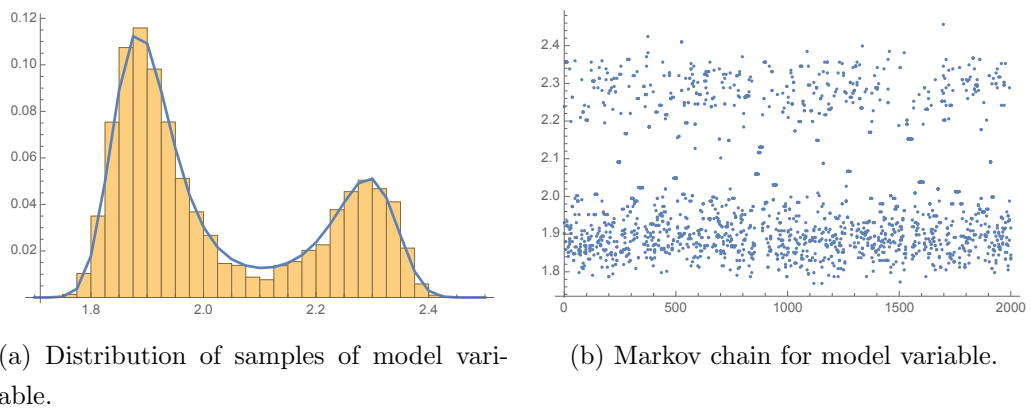 0.12
0.10
0.08
0.06
0.04
0.02
1.8 2.0 2.2 2.4
2.4
2.3
2.2
2.1
2.0
1.9
1.8
0 500 1000 1500 2000
(a) Distribution of samples of model vari-
able.
(b) Markov chain for model variable.